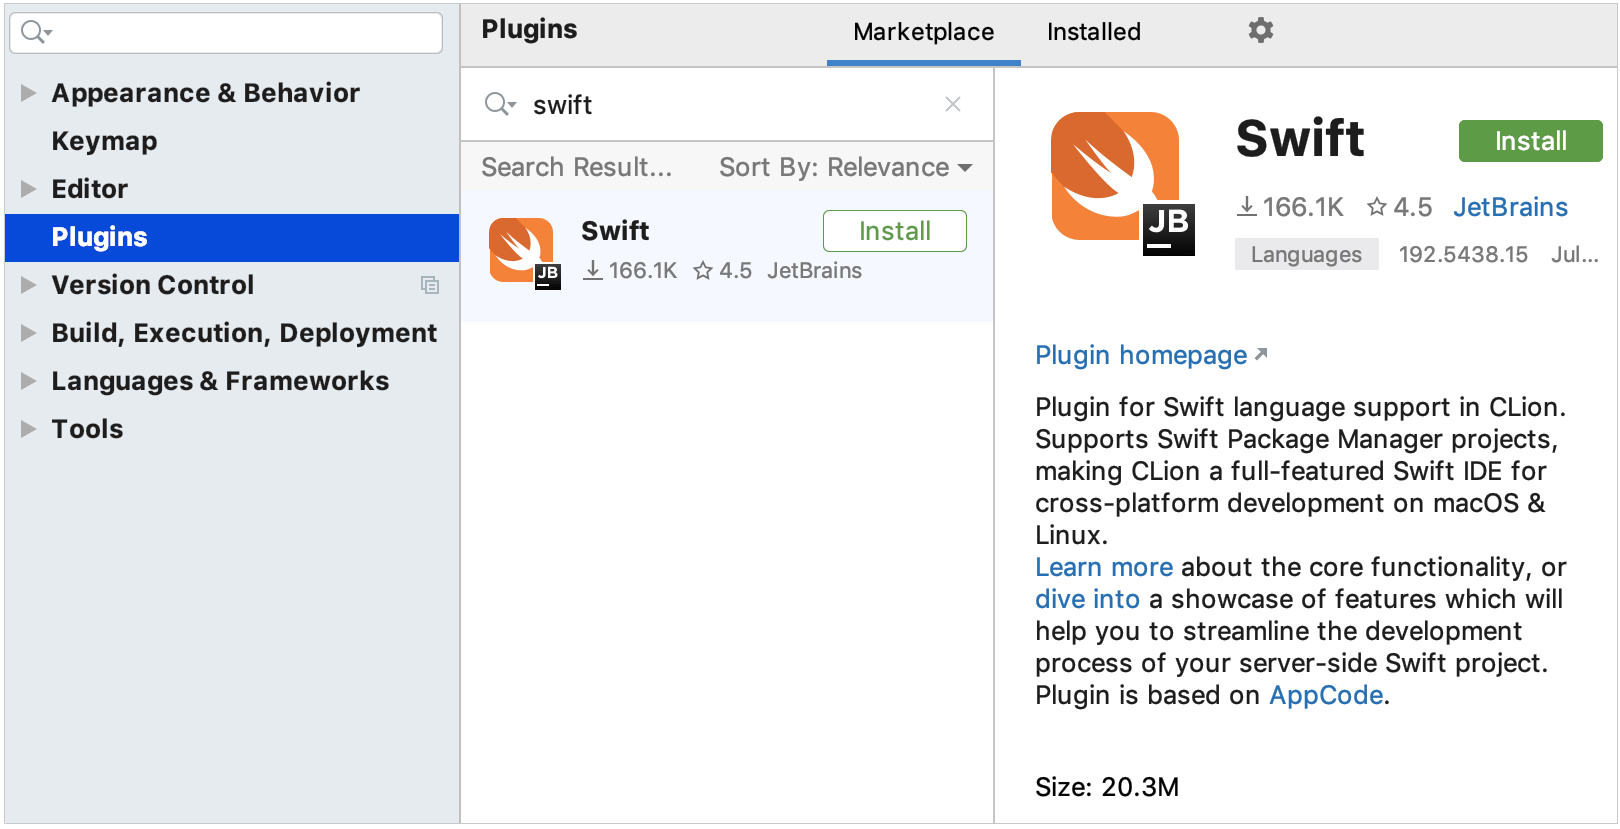 Appearance & Behavior
Keymap
Editor
Plugins
Version Control
Build, Execution, Deployment
Languages & Frameworks
Tools
Plugins
Marketplace
Installed
swift
Search Result...
Sort By: Relevance
Swift
Install
166.1K
4.5
JetBrains
JB
JB
Swift
Install
166.1K
4.5
JetBrains
Languages
192.5438.15
Jul...
Plugin homepage
Plugin for Swift language support in CLion.
Supports Swift Package Manager projects,
making CLion a full-featured Swift IDE for
cross-platform development on macOS &
Linux.
Learn more about the core functionality, or
dive into a showcase of features which will
help you to streamline the development
process of your server-side Swift project.
Plugin is based on AppCode.
Size: 20.3M